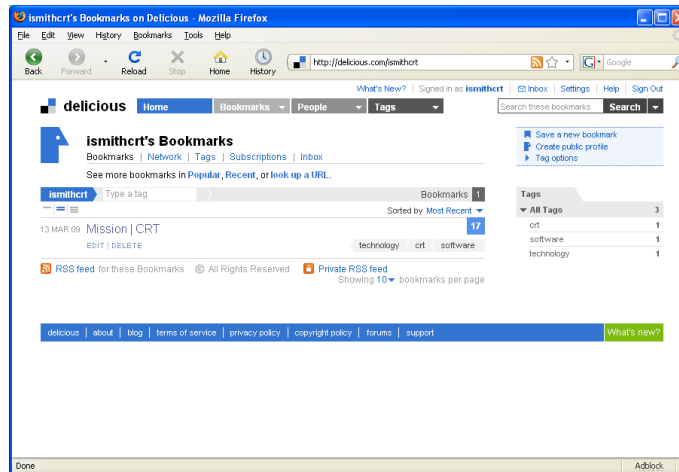 ismithcrt's Bookmarks on Delicious - Mozilla Firefox
File Edit View History Bookmarks Tools Help
Back Forward Reload Stop Home History http://delicious.com/ismithcrt G Google
What's New? | Signed in as ismithcrt | Inbox | Settings | Help | Sign Out
delicious Home Bookmarks People Tags Search these bookmarks Search
ismithcrt's Bookmarks
Bookmarks | Network | Tags | Subscriptions | Inbox
See more bookmarks in Popular, Recent, or look up a URL.
Save a new bookmark
Create public profile
Tag options
ismithcrt Type a tag Bookmarks 1
Sorted by Most Recent
13 MAR 09 Mission | CRT 17
EDIT | DELETE technology crt software
RSS feed for these Bookmarks © All Rights Reserved Private RSS feed
Showing 10 bookmarks per page
Tags
All Tags 3
crt 1
software 1
technology 1
delicious | about | blog | terms of service | privacy policy | copyright policy | forums | support What's new?
Done Adblock